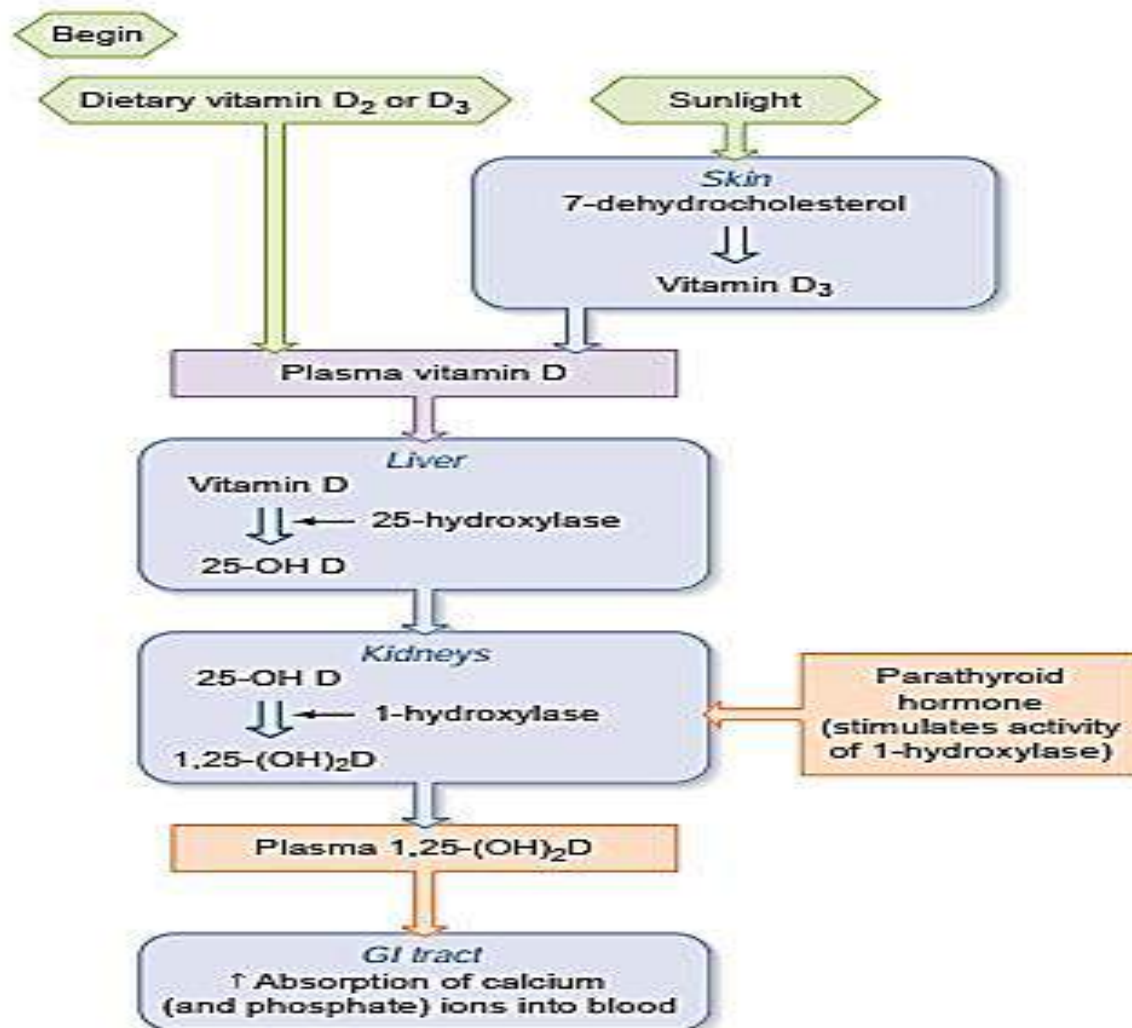 Begin
Dietary vitamin D₂ or D₃
Sunlight
Skin
7-dehydrocholesterol
Vitamin D₃
Plasma vitamin D
Liver
Vitamin D
25-hydroxylase
25-OH D
Kidneys
25-OH D
1-hydroxylase
1,25-(OH)₂D
Parathyroid
hormone
(stimulates activity
of 1-hydroxylase)
Plasma 1,25-(OH)₂D
GI tract
↑ Absorption of calcium
(and phosphate) ions into blood